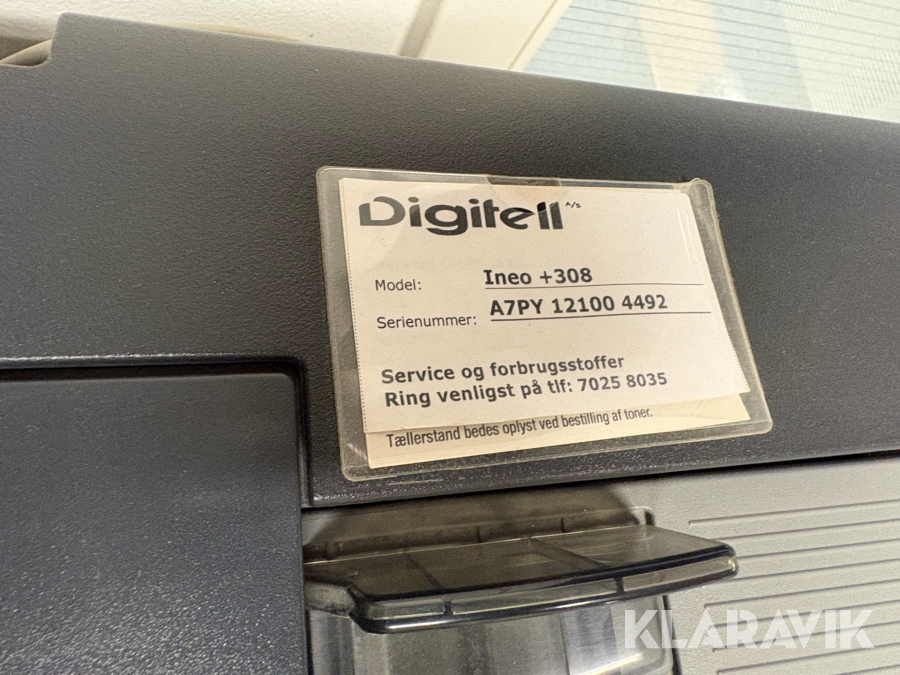 Digitell A/S
Model: Ineo +308
Serienummer: A7PY 12100 4492
Service og forbrugsstoffer
Ring venligst på tlf: 7025 8035
Tællerstand bedes oplyst ved bestilling af toner.
KLARAVIK